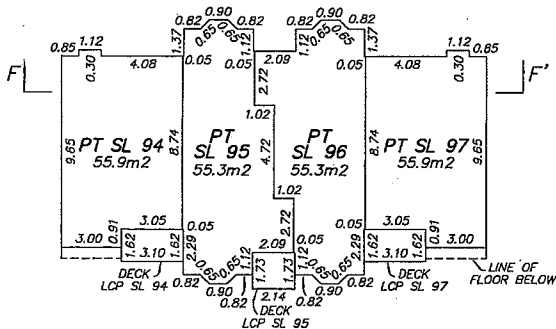 0.90 0.90
0.82 0.65 0.65 0.82 0.82 0.65 0.65 0.82
1.12 1.37 1.12 1.12 1.37 1.12
0.85 0.30 4.08 0.05 0.05 2.09 0.05 4.08 0.30 0.85
F F'
2.72
1.02
9.65 8.74 4.72 8.74 9.65
PT SL 94 PT PT PT SL 97
55.9m2 SL 95 SL 96 55.9m2
55.3m2 55.3m2
1.02
2.72
3.05 0.05 0.05 3.05
0.91 2.29 2.09 0.05 2.29 0.91
3.00 1.62 1.62 1.12 1.12 1.62 1.62 3.00
3.10 0.65 0.65 1.73 1.73 0.65 0.65 3.10
DECK 0.82 0.90 0.82 2.14 0.82 0.90 0.82 DECK LINE OF
LCP SL 94 LCP SL 97 FLOOR BELOW
DECK
LCP SL 95